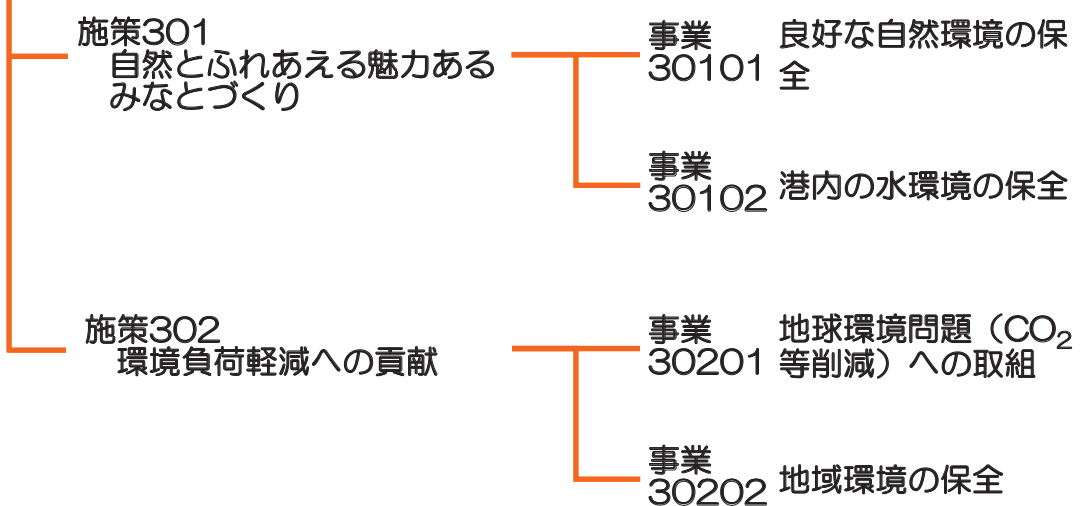 施策301
自然とふれあえる魅力ある
みなとづくり
事業
30101
良好な自然環境の保
全
事業
30102
港内の水環境の保全
施策302
環境負荷軽減への貢献
事業
30201
地球環境問題（CO₂
等削減）への取組
事業
30202
地域環境の保全